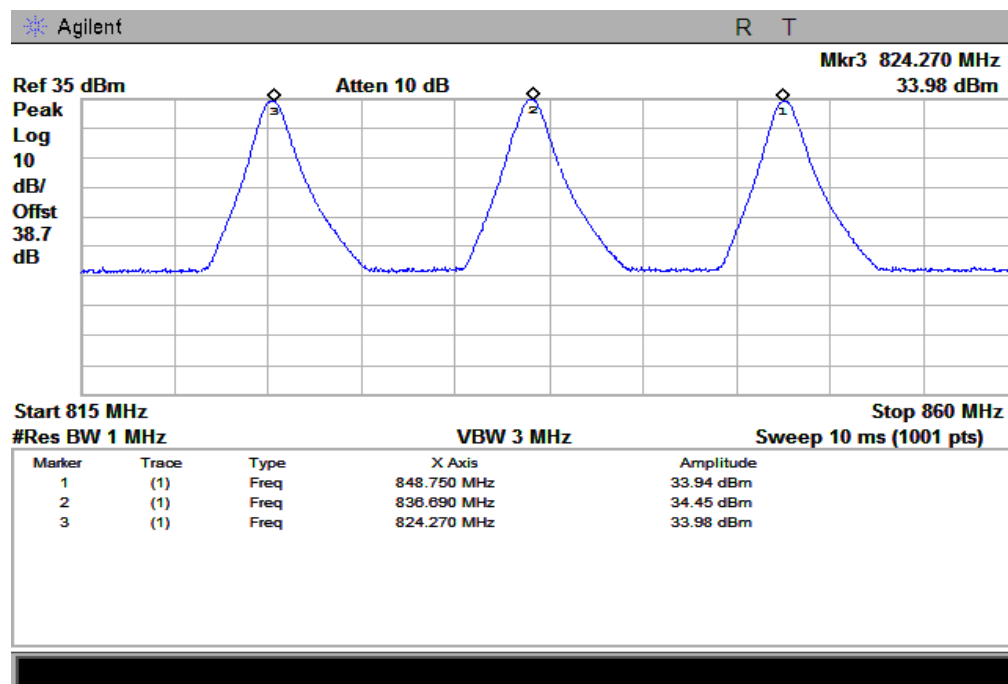 Agilent R T
Mkr3 824.270 MHz
Ref 35 dBm Atten 10 dB 33.98 dBm
Peak
Log
10
dB/
Offst
38.7
dB
3 2 1
Start 815 MHz Stop 860 MHz
#Res BW 1 MHz VBW 3 MHz Sweep 10 ms (1001 pts)
Marker Trace Type X Axis Amplitude
1 (1) Freq 848.750 MHz 33.94 dBm
2 (1) Freq 836.690 MHz 34.45 dBm
3 (1) Freq 824.270 MHz 33.98 dBm